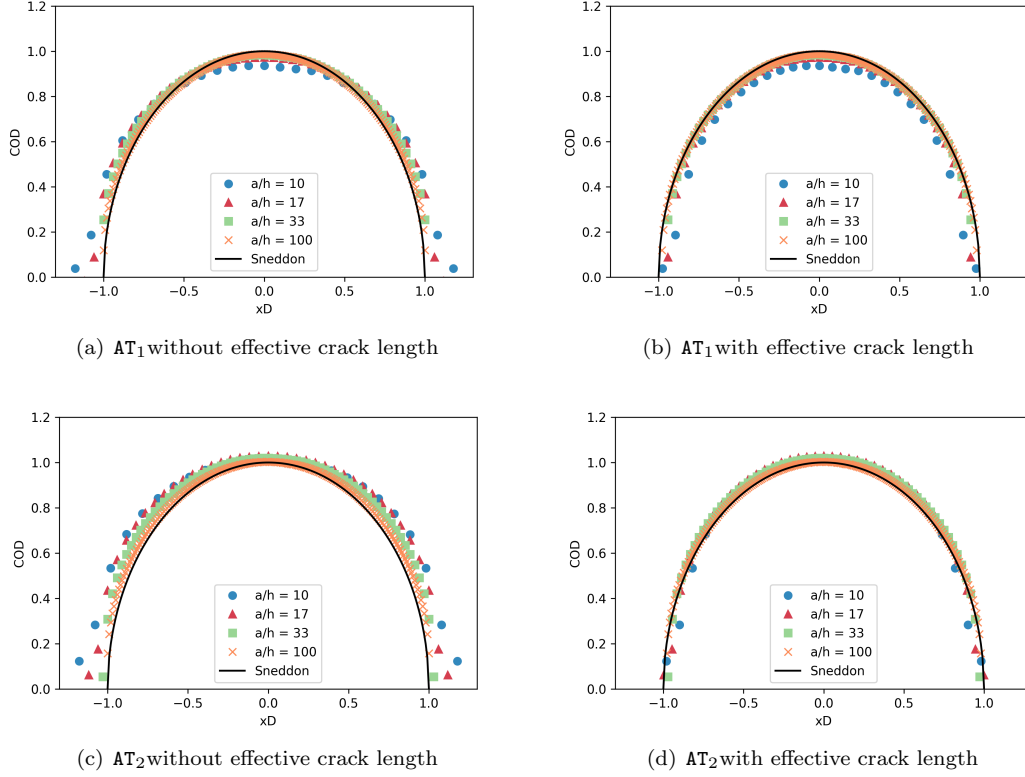 1.2
1.0
0.8
0.6
0.4
0.2
0.0
COD
−1.0 −0.5 0.0 0.5 1.0
xD
a/h = 10
a/h = 17
a/h = 33
a/h = 100
Sneddon
(a) AT₁without effective crack length
1.2
1.0
0.8
0.6
0.4
0.2
0.0
COD
−1.0 −0.5 0.0 0.5 1.0
xD
a/h = 10
a/h = 17
a/h = 33
a/h = 100
Sneddon
(b) AT₁with effective crack length
1.2
1.0
0.8
0.6
0.4
0.2
0.0
COD
−1.0 −0.5 0.0 0.5 1.0
xD
a/h = 10
a/h = 17
a/h = 33
a/h = 100
Sneddon
(c) AT₂without effective crack length
1.2
1.0
0.8
0.6
0.4
0.2
0.0
COD
−1.0 −0.5 0.0 0.5 1.0
xD
a/h = 10
a/h = 17
a/h = 33
a/h = 100
Sneddon
(d) AT₂with effective crack length